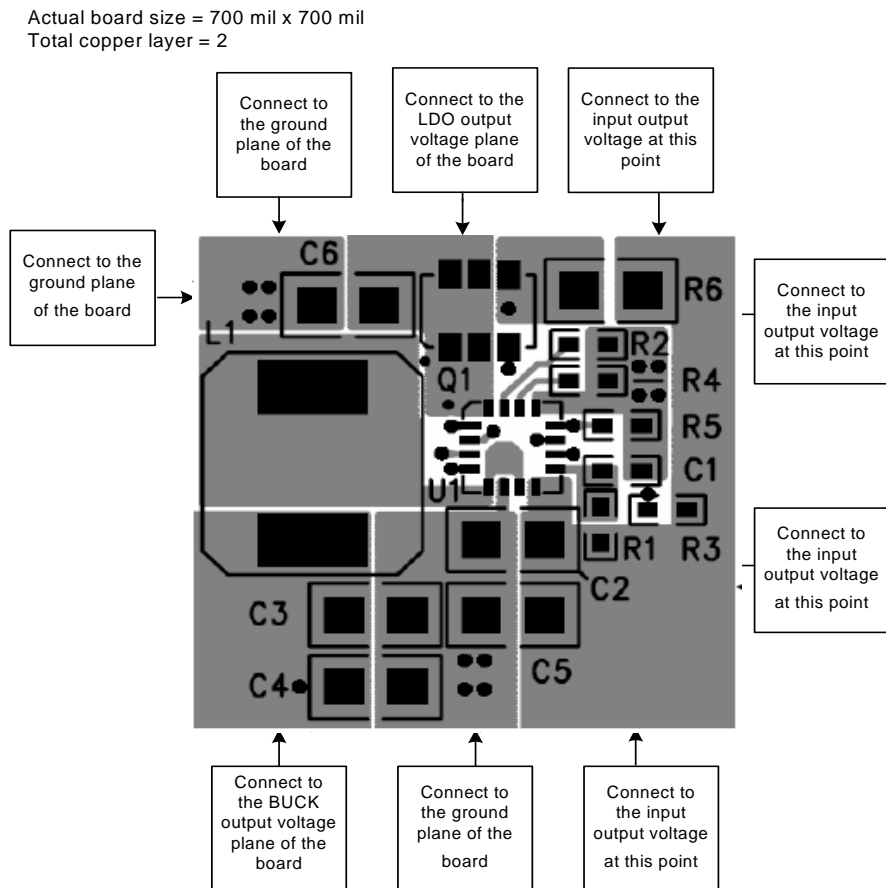 Actual board size = 700 mil x 700 mil
Total copper layer = 2
Connect to
the ground
plane of the
board
Connect to the
LDO output
voltage plane
of the board
Connect to the
input output
voltage at this
point
Connect to the
ground plane
of the board
C6
L1
Q1
R6
R2
R4
R5
C1
U1
R1
R3
C2
C3
C4
C5
Connect to
the input
output voltage
at this point
Connect to
the input
output voltage
at this point
Connect to
the BUCK
output voltage
plane of the
board
Connect to
the ground
plane of the
board
Connect to
the input
output voltage
at this point